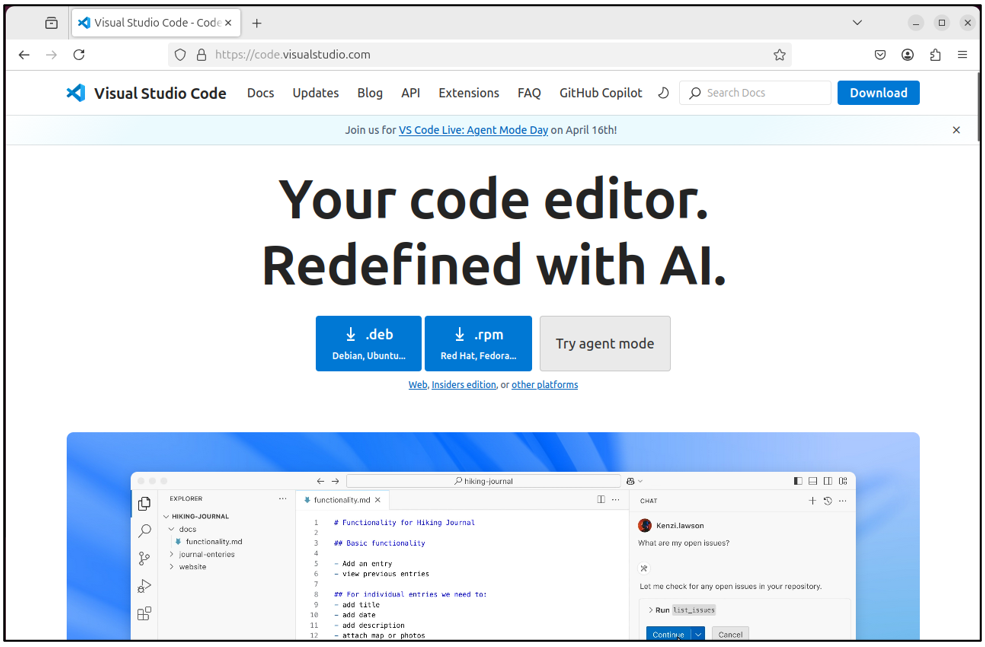 Visual Studio Code - Code
https://code.visualstudio.com
Visual Studio Code Docs Updates Blog API Extensions FAQ GitHub Copilot Search Docs Download
Join us for VS Code Live: Agent Mode Day on April 16th!
Your code editor.
Redefined with AI.
.deb
Debian, Ubuntu...
.rpm
Red Hat, Fedora...
Try agent mode
Web, Insiders edition, or other platforms
hiking-journal
EXPLORER
HIKING-JOURNAL
docs
functionality.md
journal-enteries
website
functionality.md
1 # Functionality for Hiking Journal
2
3 ## Basic functionality
4
5 - Add an entry
6 - view previous entries
7
8 ## For individual entries we need to:
9 - add title
10 - add date
11 - add description
12 - attach map or photos
CHAT
Kenzi.lawson
What are my open issues?
Let me check for any open issues in your repository.
Run list_issues
Continue Cancel